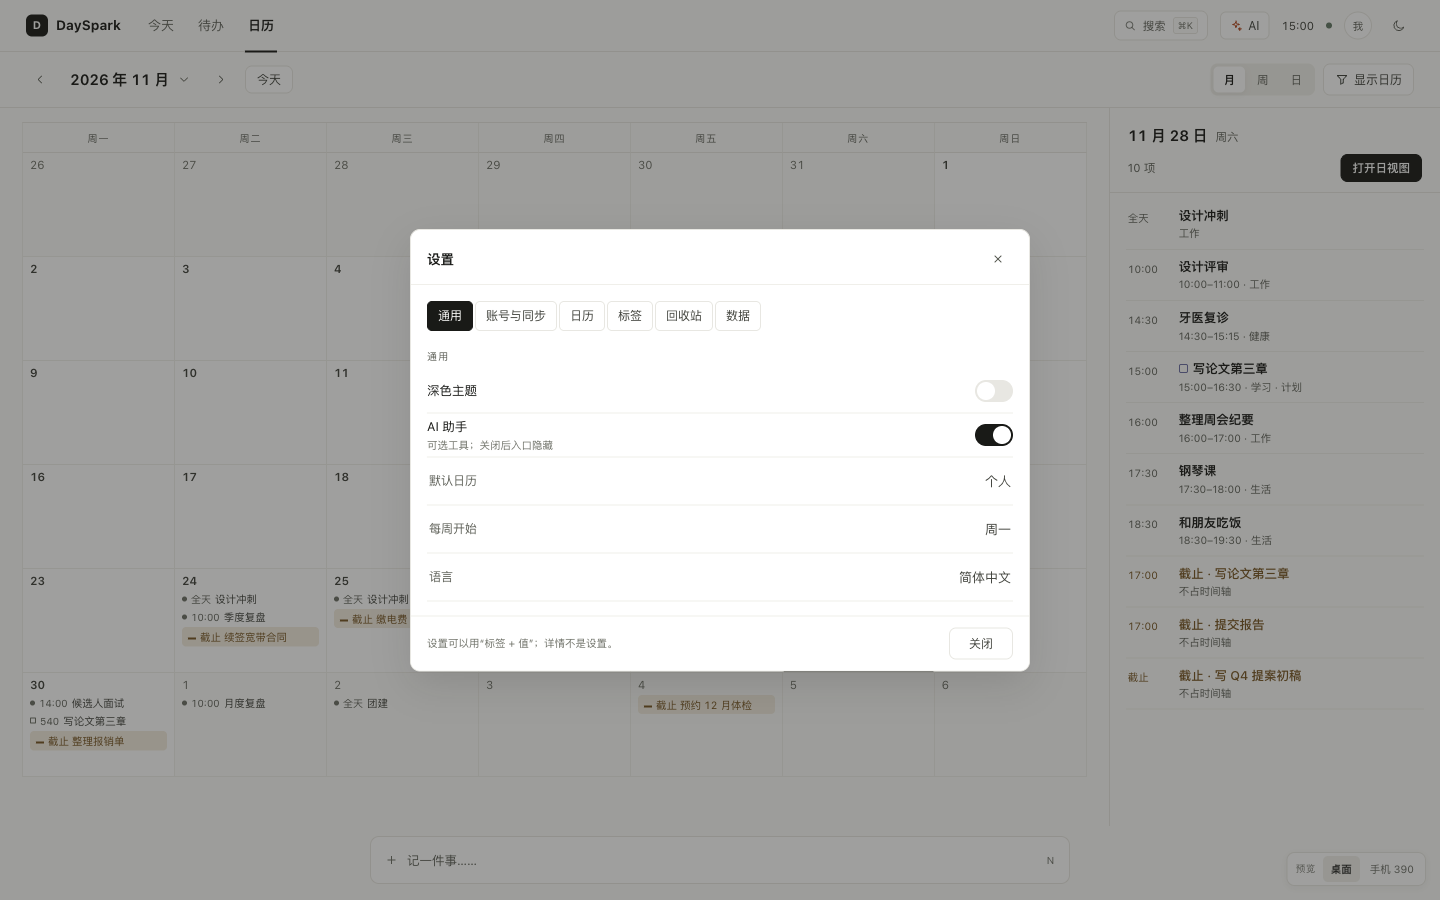 D DaySpark 今天 待办 日历 搜索 ⌘K AI 15:00 我
2026 年 11 月 今天 月 周 日 显示日历
周一 周二 周三 周四 周五 周六 周日
26 27 28 29 30 31 1
2 3 4
9 10 11
16 17 18
23 24 25
全天 设计冲刺 全天 设计冲刺
10:00 季度复盘 截止 缴电费
截止 续签宽带合同
30 1 2 3 4 5 6
14:00 候选人面试 10:00 月度复盘 全天 团建 截止 预约 12 月体检
540 写论文第三章
截止 整理报销单
设置
通用 账号与同步 日历 标签 回收站 数据
通用
深色主题
AI 助手
可选工具；关闭后入口隐藏
默认日历 个人
每周开始 周一
语言 简体中文
设置可以用“标签 + 值”；详情不是设置。 关闭
11 月 28 日 周六
10 项 打开日视图
全天 设计冲刺
工作
10:00 设计评审
10:00–11:00 · 工作
14:30 牙医复诊
14:30–15:15 · 健康
15:00 写论文第三章
15:00–16:30 · 学习 · 计划
16:00 整理周会纪要
16:00–17:00 · 工作
17:30 钢琴课
17:30–18:00 · 生活
18:30 和朋友吃饭
18:30–19:30 · 生活
17:00 截止 · 写论文第三章
不占时间轴
17:00 截止 · 提交报告
不占时间轴
截止 截止 · 写 Q4 提案初稿
不占时间轴
+ 记一件事…… N
预览 桌面 手机 390